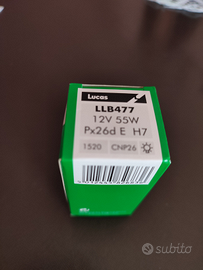 Lucas
LLB477
12V 55W
Px26d E H7
1520 CNP26
subito